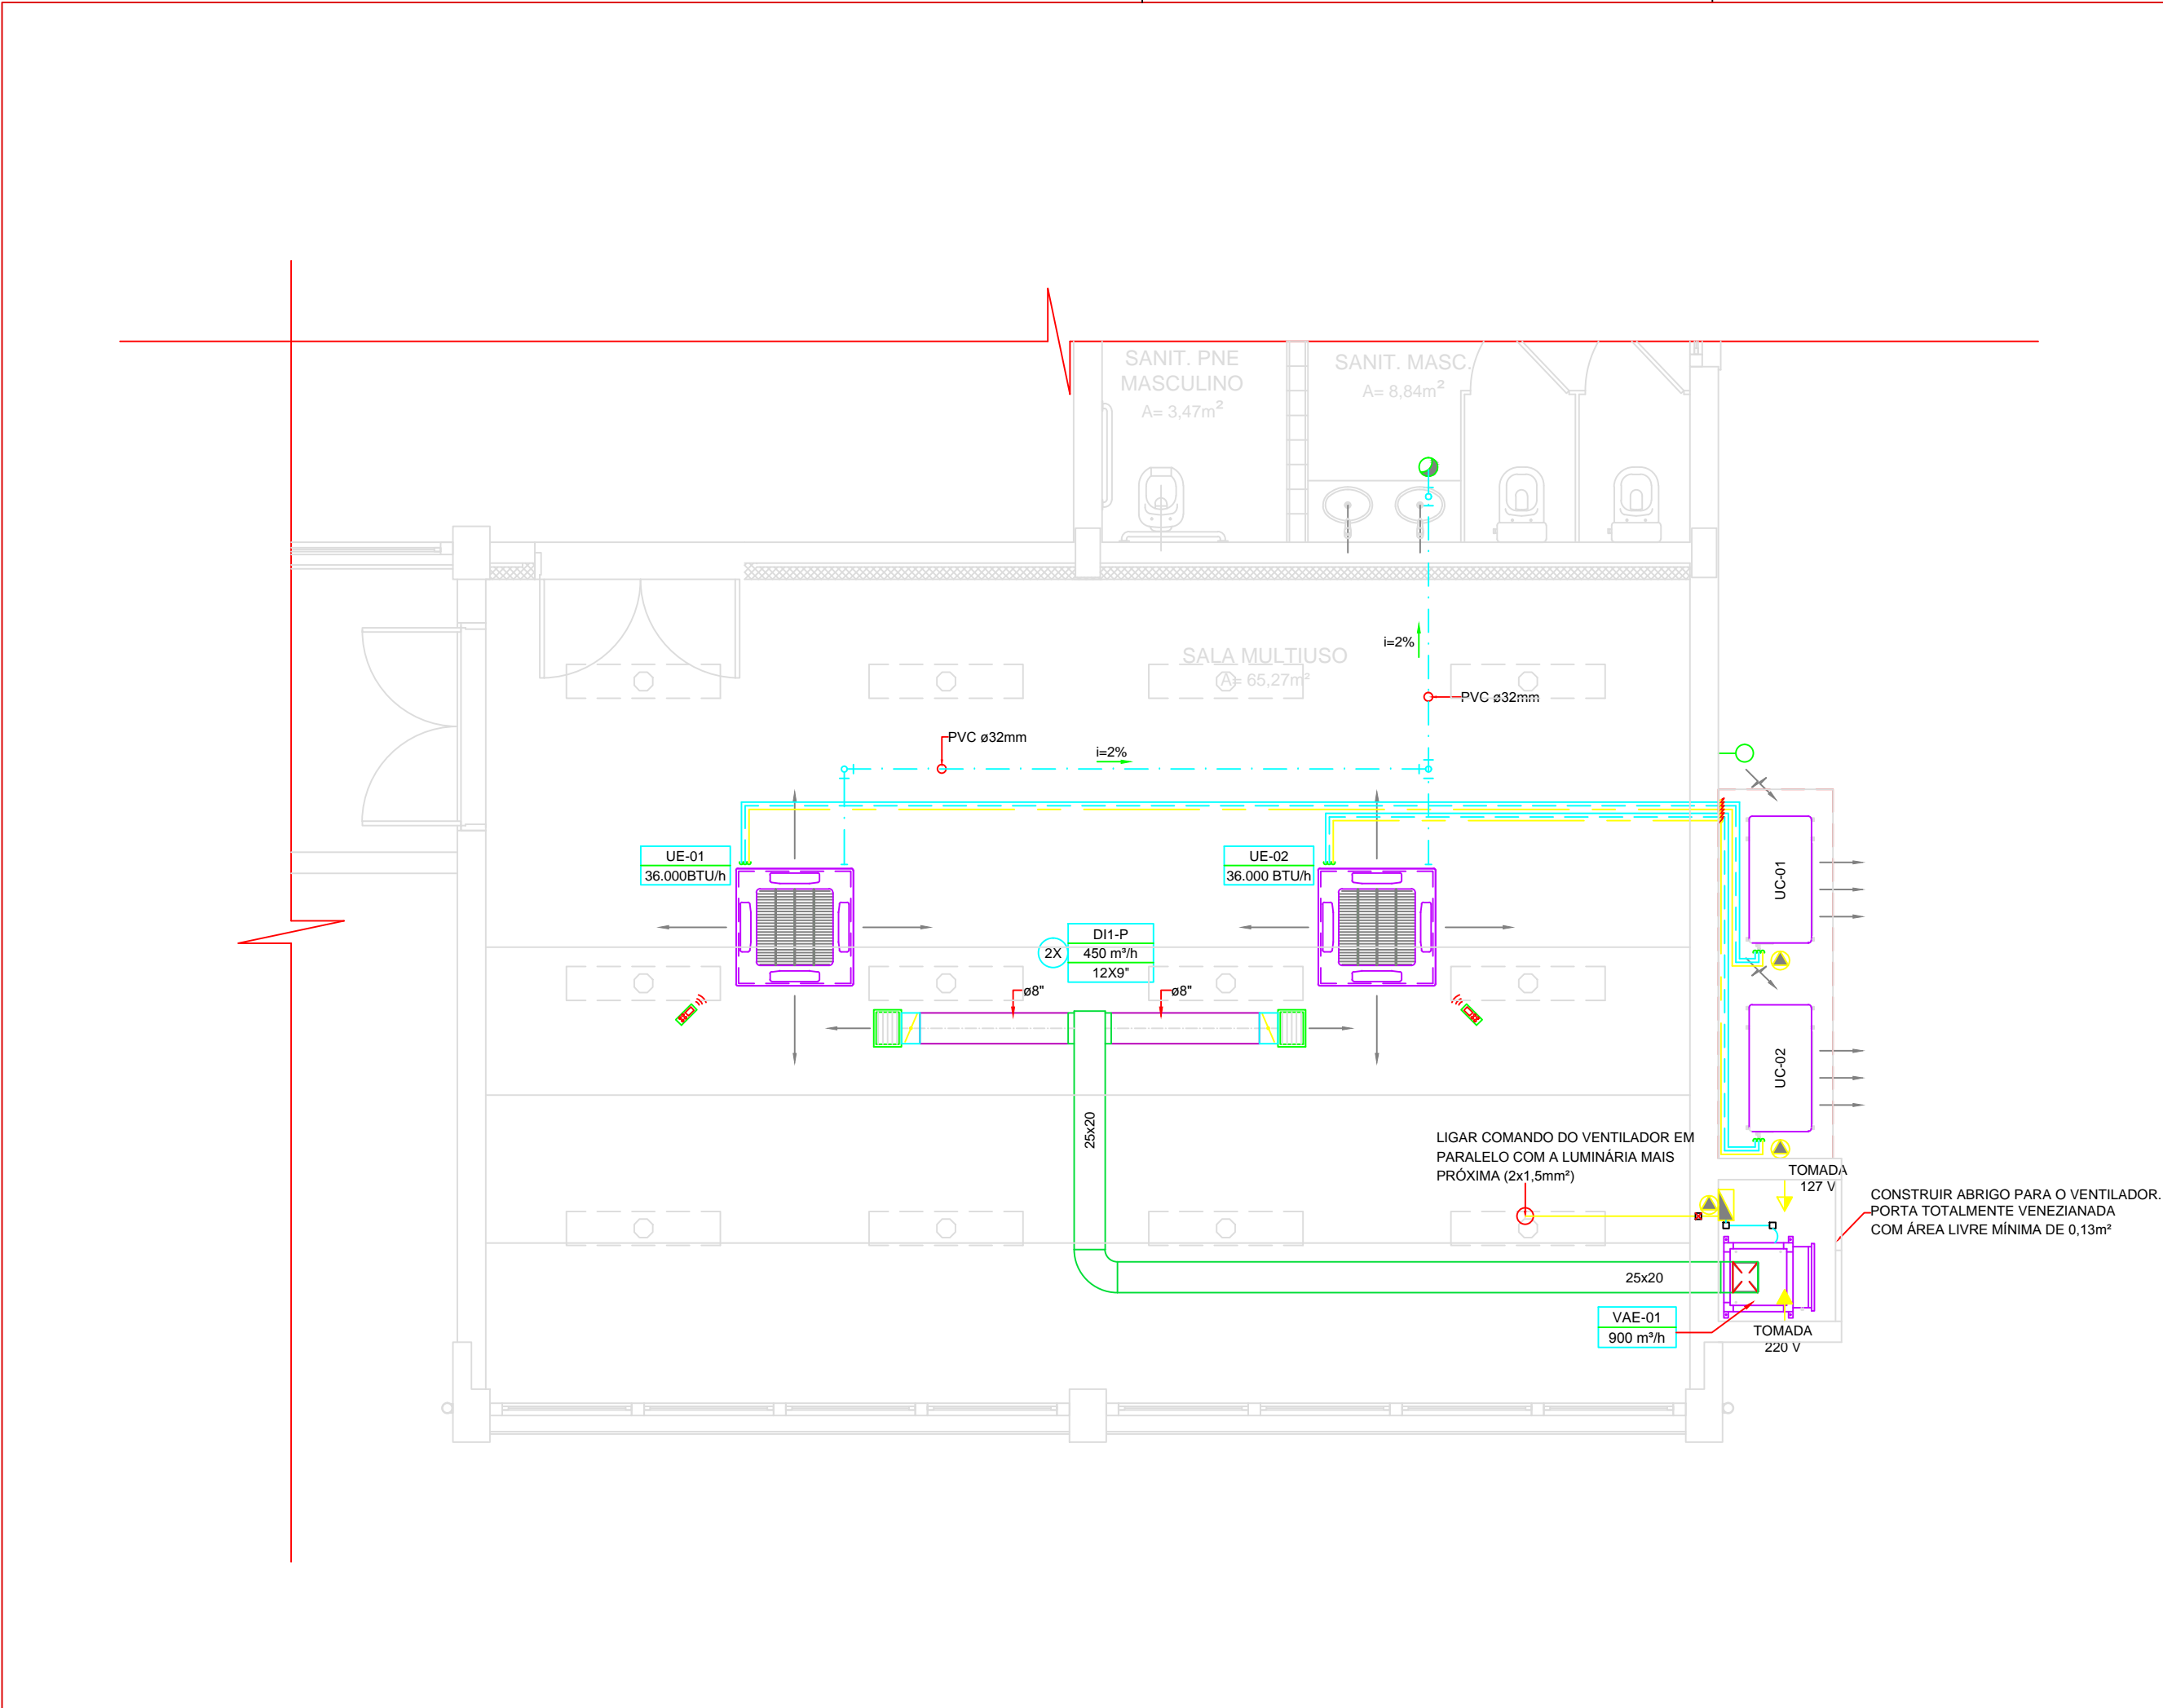 SANIT. PNE
MASCULINO
A= 3,47m²
SANIT. MASC.
A= 8,84m²
i=2%
SALA MULTIUSO
A= 65,27m²
PVC ø32mm
PVC ø32mm
i=2%
UE-01
36.000BTU/h
UE-02
36.000 BTU/h
UC-01
2X
DI1-P
450 m³/h
12X9"
ø8"
ø8"
UC-02
25x20
LIGAR COMANDO DO VENTILADOR EM
PARALELO COM A LUMINÁRIA MAIS
PRÓXIMA (2x1,5mm²)
TOMADA
127 V
CONSTRUIR ABRIGO PARA O VENTILADOR.
PORTA TOTALMENTE VENEZIANADA
COM ÁREA LIVRE MÍNIMA DE 0,13m²
25x20
VAE-01
900 m³/h
TOMADA
220 V